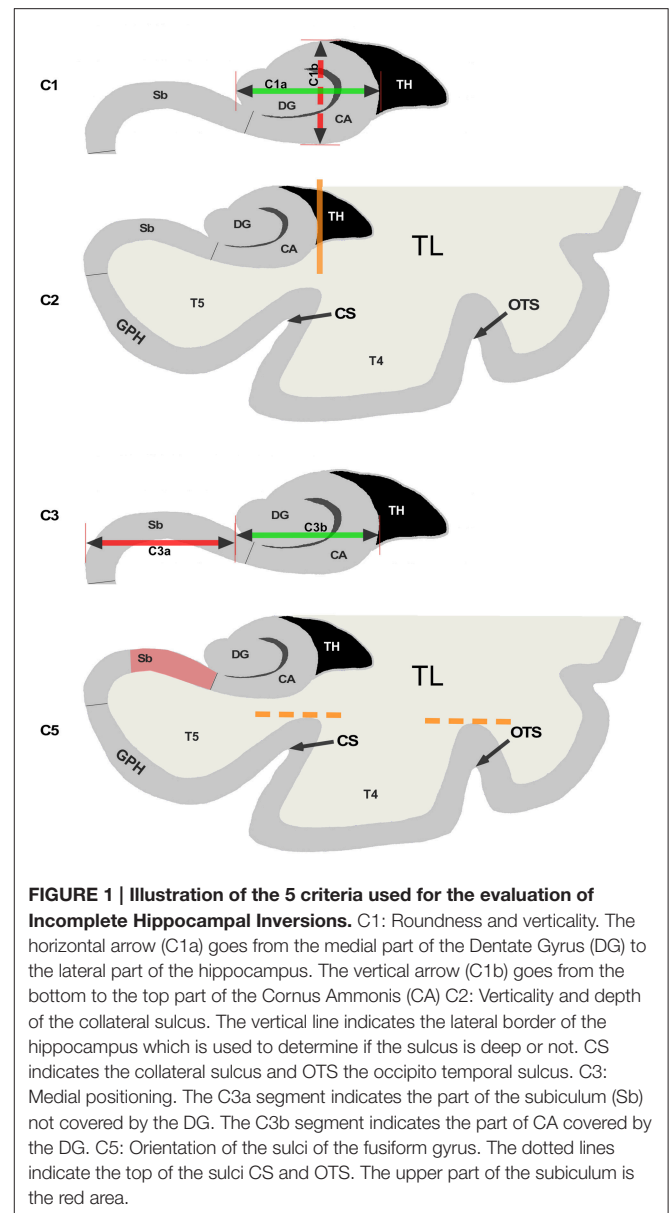 C1
Sb
C1a
C1b
DG
CA
TH
C2
Sb
DG
CA
TH
TL
T5
GPH
CS
OTS
T4
C3
Sb
C3a
DG
C3b
CA
TH
C5
Sb
DG
CA
TH
TL
T5
GPH
CS
OTS
T4
FIGURE 1 | Illustration of the 5 criteria used for the evaluation of
Incomplete Hippocampal Inversions. C1: Roundness and verticality. The
horizontal arrow (C1a) goes from the medial part of the Dentate Gyrus (DG) to
the lateral part of the hippocampus. The vertical arrow (C1b) goes from the
bottom to the top part of the Cornus Ammonis (CA) C2: Verticality and depth
of the collateral sulcus. The vertical line indicates the lateral border of the
hippocampus which is used to determine if the sulcus is deep or not. CS
indicates the collateral sulcus and OTS the occipito temporal sulcus. C3:
Medial positioning. The C3a segment indicates the part of the subiculum (Sb)
not covered by the DG. The C3b segment indicates the part of CA covered by
the DG. C5: Orientation of the sulci of the fusiform gyrus. The dotted lines
indicate the top of the sulci CS and OTS. The upper part of the subiculum is
the red area.